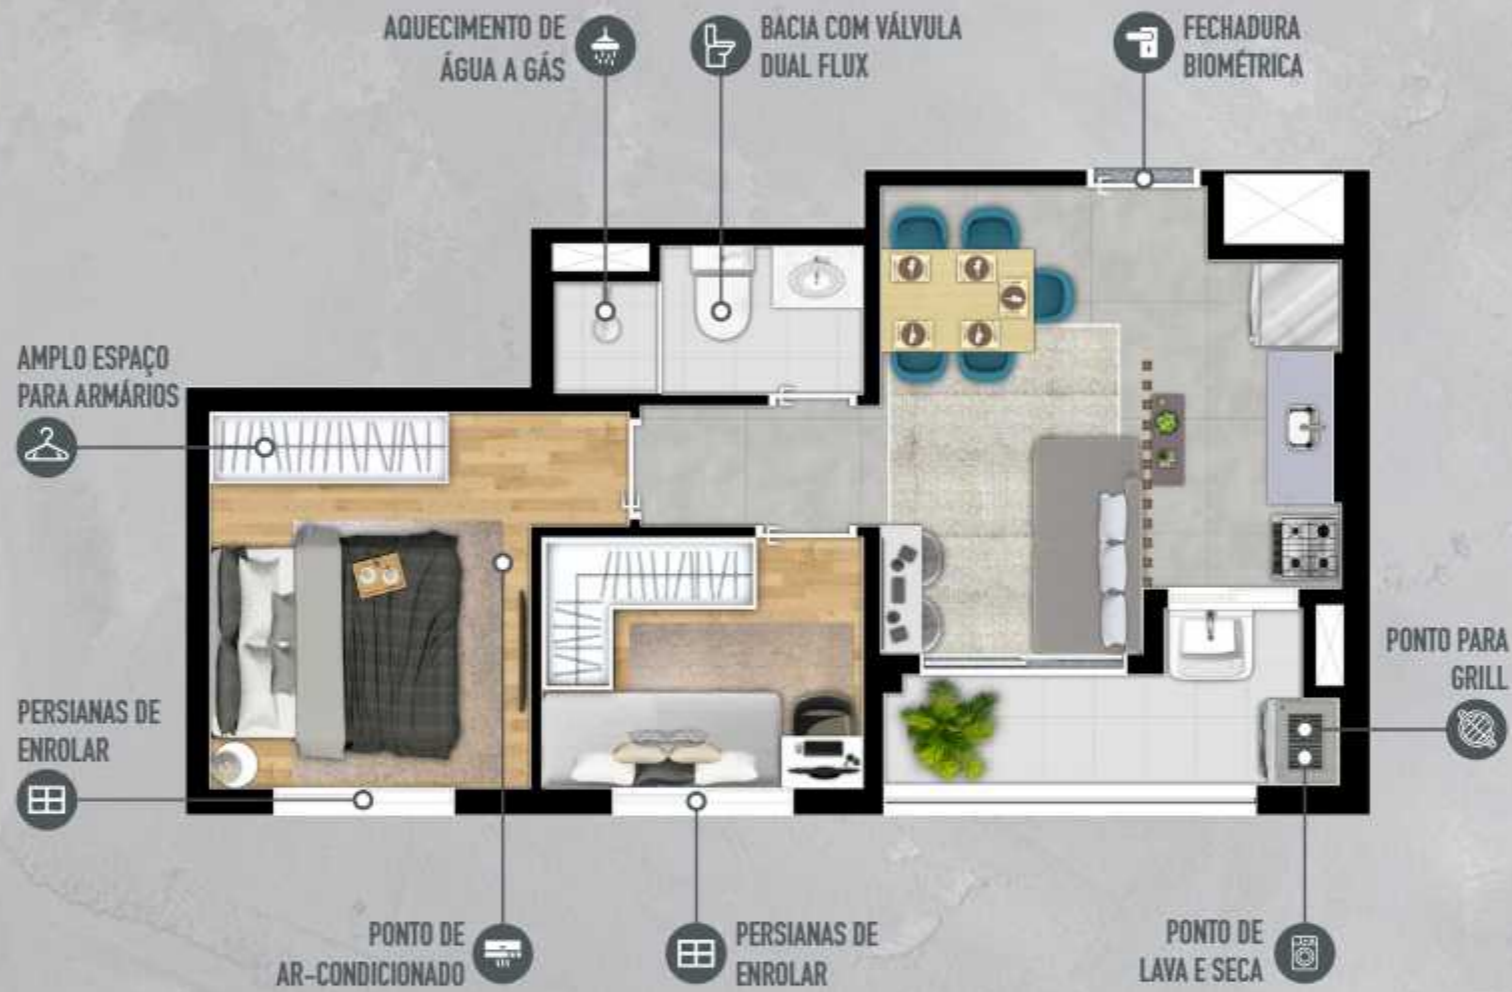 AQUECIMENTO DE
ÁGUA A GÁS
BACIA COM VÁLVULA
DUAL FLUX
FECHADURA
BIOMÉTRICA
AMPLO ESPAÇO
PARA ARMÁRIOS
PONTO PARA
GRILL
PERSIANAS DE
ENROLAR
PONTO DE
AR-CONDICIONADO
PERSIANAS DE
ENROLAR
PONTO DE
LAVA E SECA